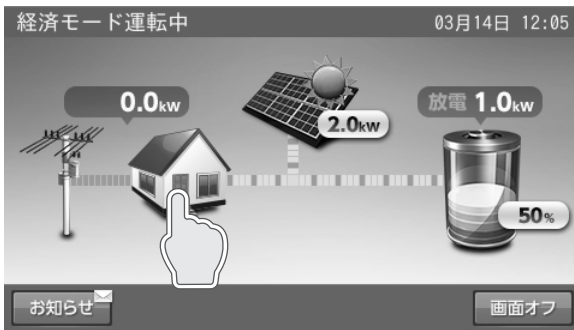 経済モード運転中
03月14日 12:05
0.0kw
2.0kw
放電 1.0kw
50%
お知らせ
画面オフ